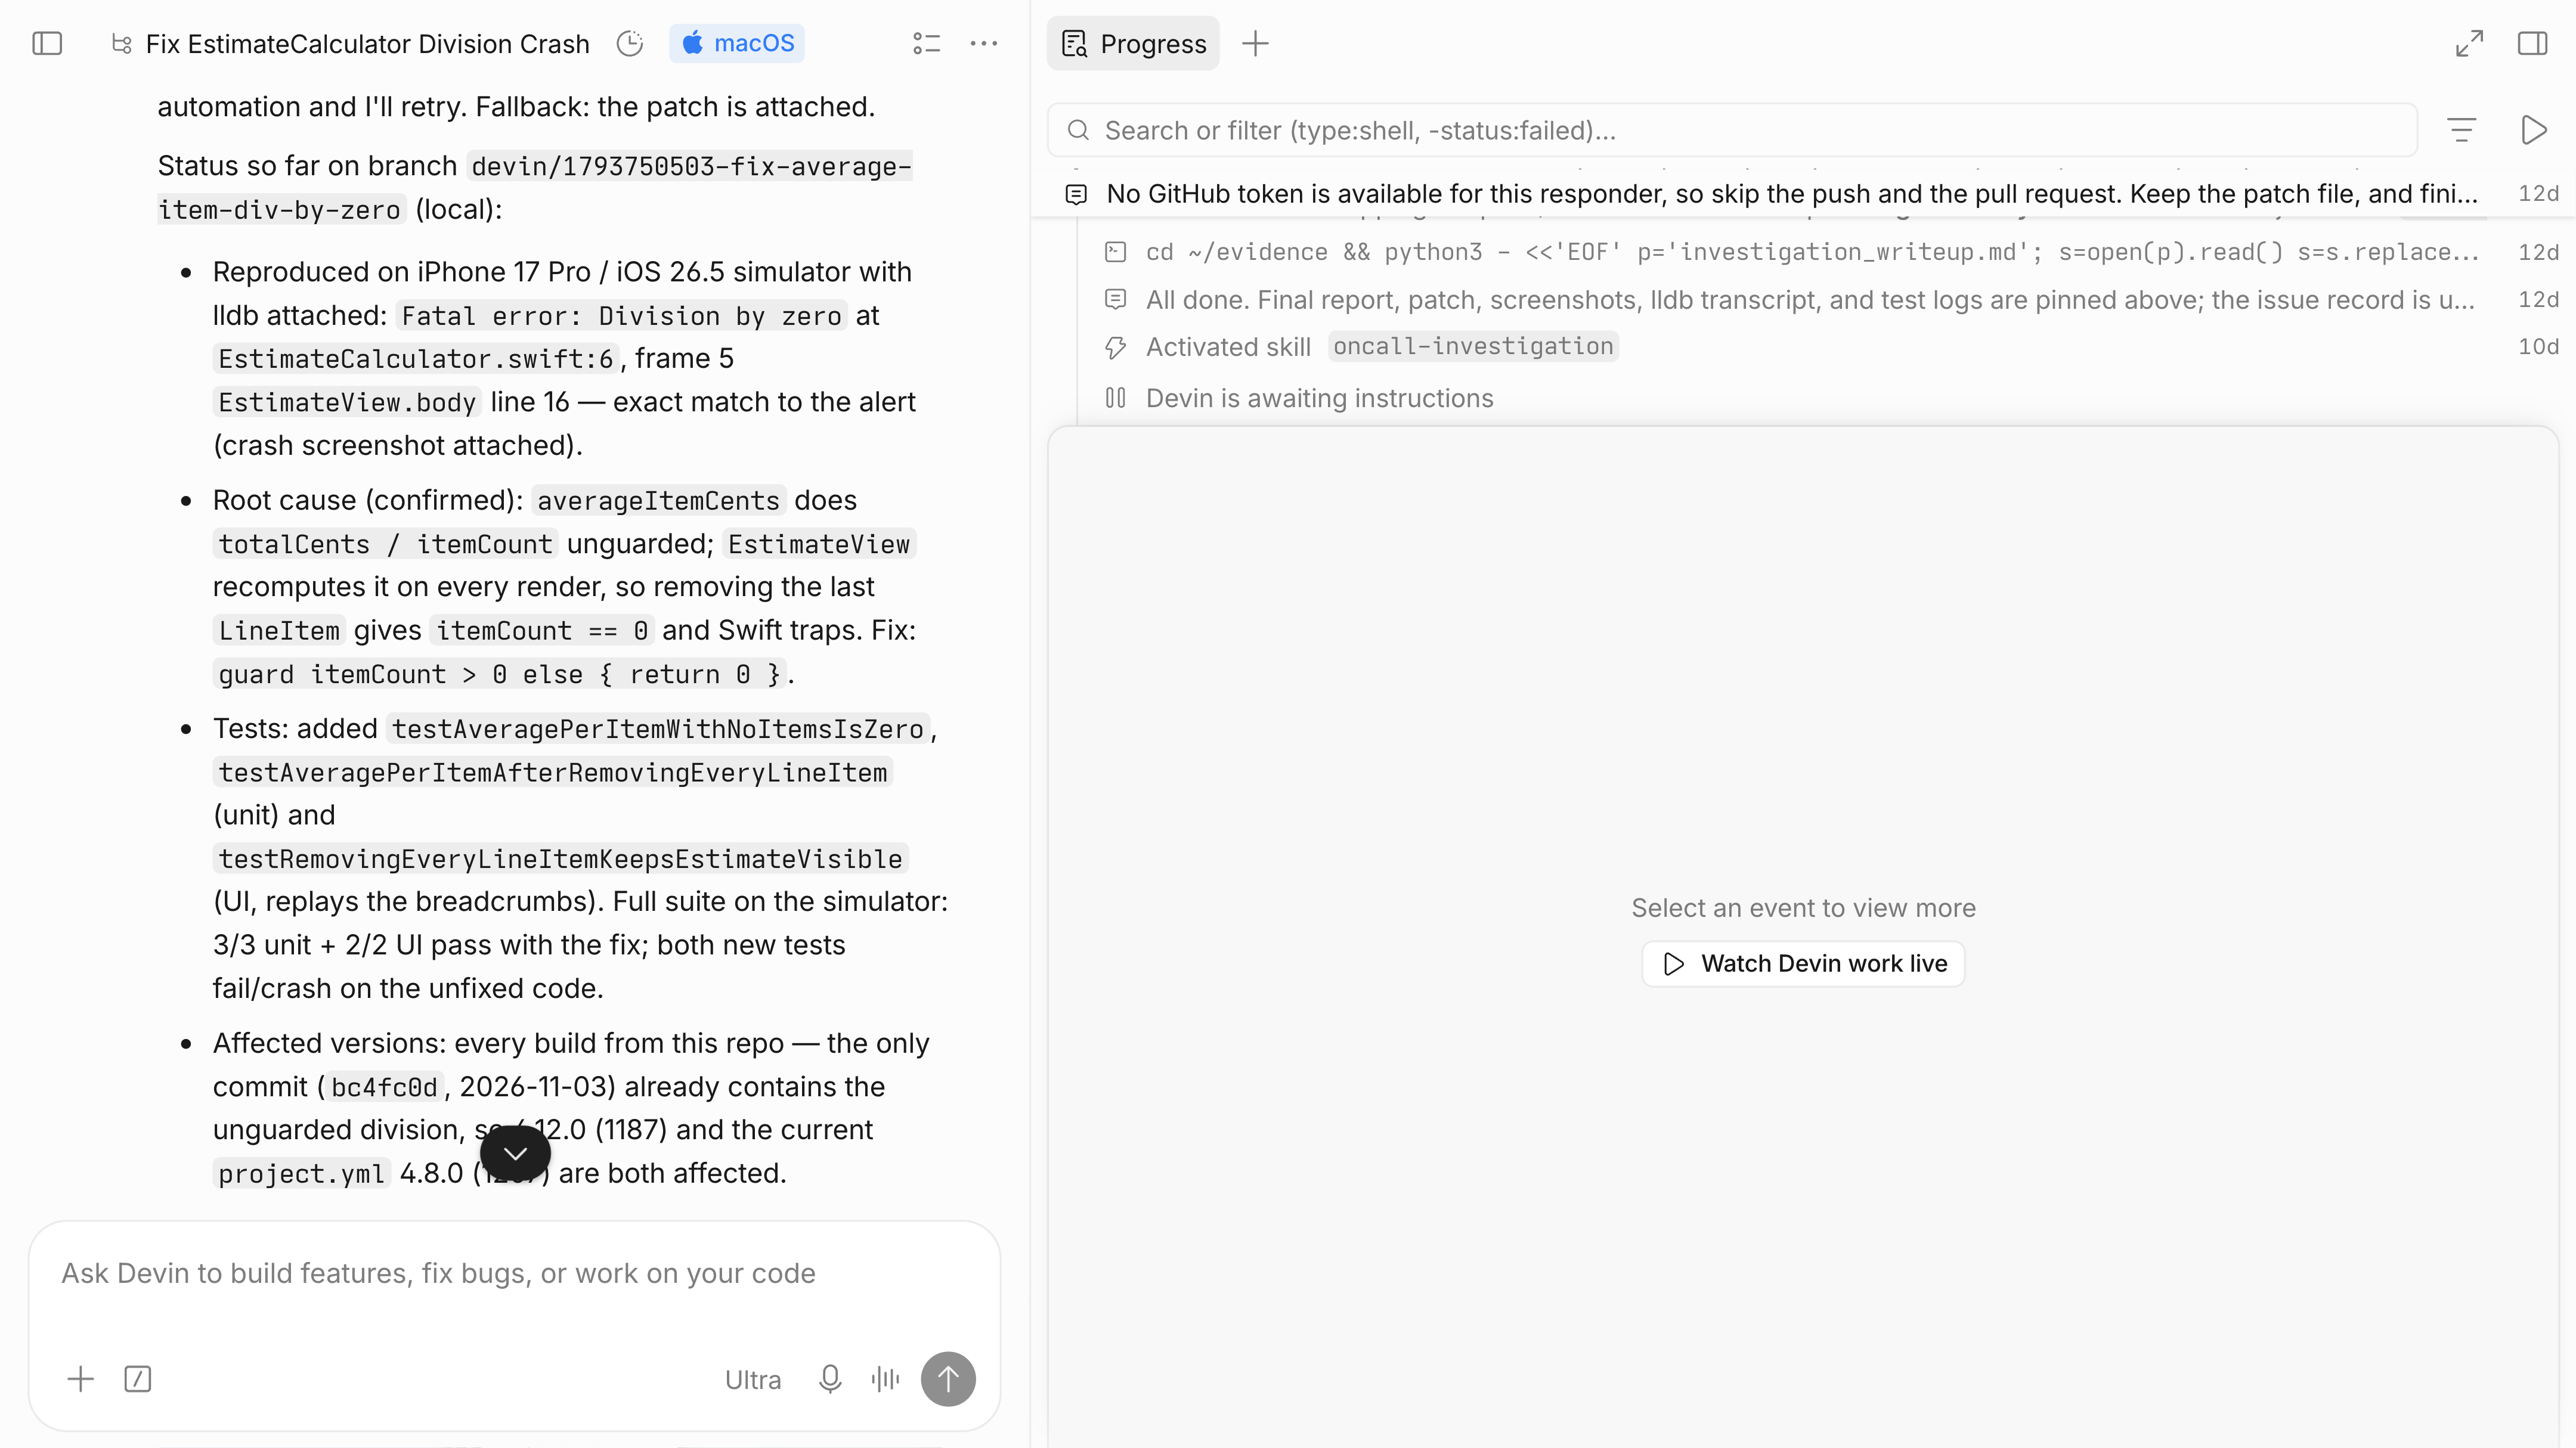 Fix EstimateCalculator Division Crash
macOS
automation and I'll retry. Fallback: the patch is attached.
Status so far on branch devin/1793750503-fix-average-
item-div-by-zero (local):
Reproduced on iPhone 17 Pro / iOS 26.5 simulator with
lldb attached: Fatal error: Division by zero at
EstimateCalculator.swift:6, frame 5
EstimateView.body line 16 — exact match to the alert
(crash screenshot attached).
Root cause (confirmed): averageItemCents does
totalCents / itemCount unguarded; EstimateView
recomputes it on every render, so removing the last
LineItem gives itemCount == 0 and Swift traps. Fix:
guard itemCount > 0 else { return 0 }.
Tests: added testAveragePerItemWithNoItemsIsZero,
testAveragePerItemAfterRemovingEveryLineItem
(unit) and
testRemovingEveryLineItemKeepsEstimateVisible
(UI, replays the breadcrumbs). Full suite on the simulator:
3/3 unit + 2/2 UI pass with the fix; both new tests
fail/crash on the unfixed code.
Affected versions: every build from this repo — the only
commit (bc4fc0d, 2026-11-03) already contains the
unguarded division, 12.0 (1187) and the current
project.yml 4.8.0 are both affected.
Ask Devin to build features, fix bugs, or work on your code
Ultra
Progress
Search or filter (type:shell, -status:failed)...
No GitHub token is available for this responder, so skip the push and the pull request. Keep the patch file, and fini... 12d
cd ~/evidence && python3 - <<'EOF' p='investigation_writeup.md'; s=open(p).read() s=s.replace... 12d
All done. Final report, patch, screenshots, lldb transcript, and test logs are pinned above; the issue record is u... 12d
Activated skill oncall-investigation 10d
Devin is awaiting instructions
Select an event to view more
Watch Devin work live